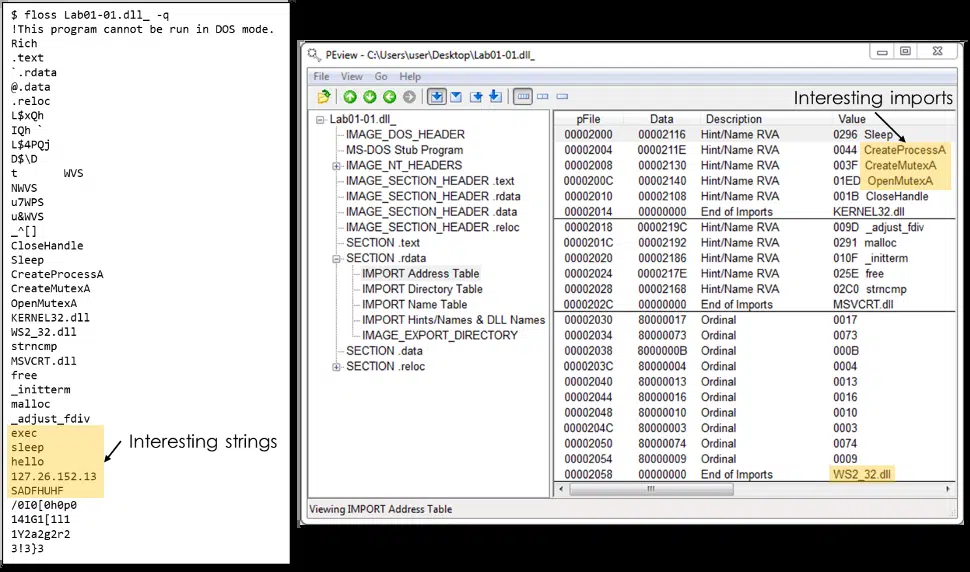 $ floss Lab01-01.dll_ -q
!This program cannot be run in DOS mode.
Rich
.text
`.rdata
@.data
.reloc
L$xQh
IQh `
L$4PQj
D$\D
t WVS
NWVS
u7WPS
u&WVS
_^[]
CloseHandle
Sleep
CreateProcessA
CreateMutexA
OpenMutexA
KERNEL32.dll
WS2_32.dll
strncmp
MSVCRT.dll
free
_initterm
malloc
_adjust_fdiv
exec
sleep
hello
127.26.152.13
SADFHUHF
/0I0[0h0p0
141G1[1l1
1Y2a2g2r2
3!3}3
Interesting strings
PEview - C:\Users\user\Desktop\Lab01-01.dll_
File View Go Help
Interesting imports
Lab01-01.dll_
IMAGE_DOS_HEADER
MS-DOS Stub Program
IMAGE_NT_HEADERS
IMAGE_SECTION_HEADER .text
IMAGE_SECTION_HEADER .rdata
IMAGE_SECTION_HEADER .data
IMAGE_SECTION_HEADER .reloc
SECTION .text
SECTION .rdata
IMPORT Address Table
IMPORT Directory Table
IMPORT Name Table
IMPORT Hints/Names & DLL Names
IMAGE_EXPORT_DIRECTORY
SECTION .data
SECTION .reloc
pFile Data Description Value
00002000 00002116 Hint/Name RVA 0296 Sleep
00002004 0000211E Hint/Name RVA 0044 CreateProcessA
00002008 00002130 Hint/Name RVA 003F CreateMutexA
0000200C 00002140 Hint/Name RVA 01ED OpenMutexA
00002010 00002108 Hint/Name RVA 001B CloseHandle
00002014 00000000 End of Imports KERNEL32.dll
00002018 0000219C Hint/Name RVA 009D _adjust_fdiv
0000201C 00002192 Hint/Name RVA 0291 malloc
00002020 00002186 Hint/Name RVA 010F _initterm
00002024 0000217E Hint/Name RVA 025E free
00002028 00002168 Hint/Name RVA 02C0 strncmp
0000202C 00000000 End of Imports MSVCRT.dll
00002030 80000017 Ordinal 0017
00002034 80000073 Ordinal 0073
00002038 8000000B Ordinal 000B
0000203C 80000004 Ordinal 0004
00002040 80000013 Ordinal 0013
00002044 80000016 Ordinal 0016
00002048 80000010 Ordinal 0010
0000204C 80000003 Ordinal 0003
00002050 80000074 Ordinal 0074
00002054 80000009 Ordinal 0009
00002058 00000000 End of Imports WS2_32.dll
Viewing IMPORT Address Table